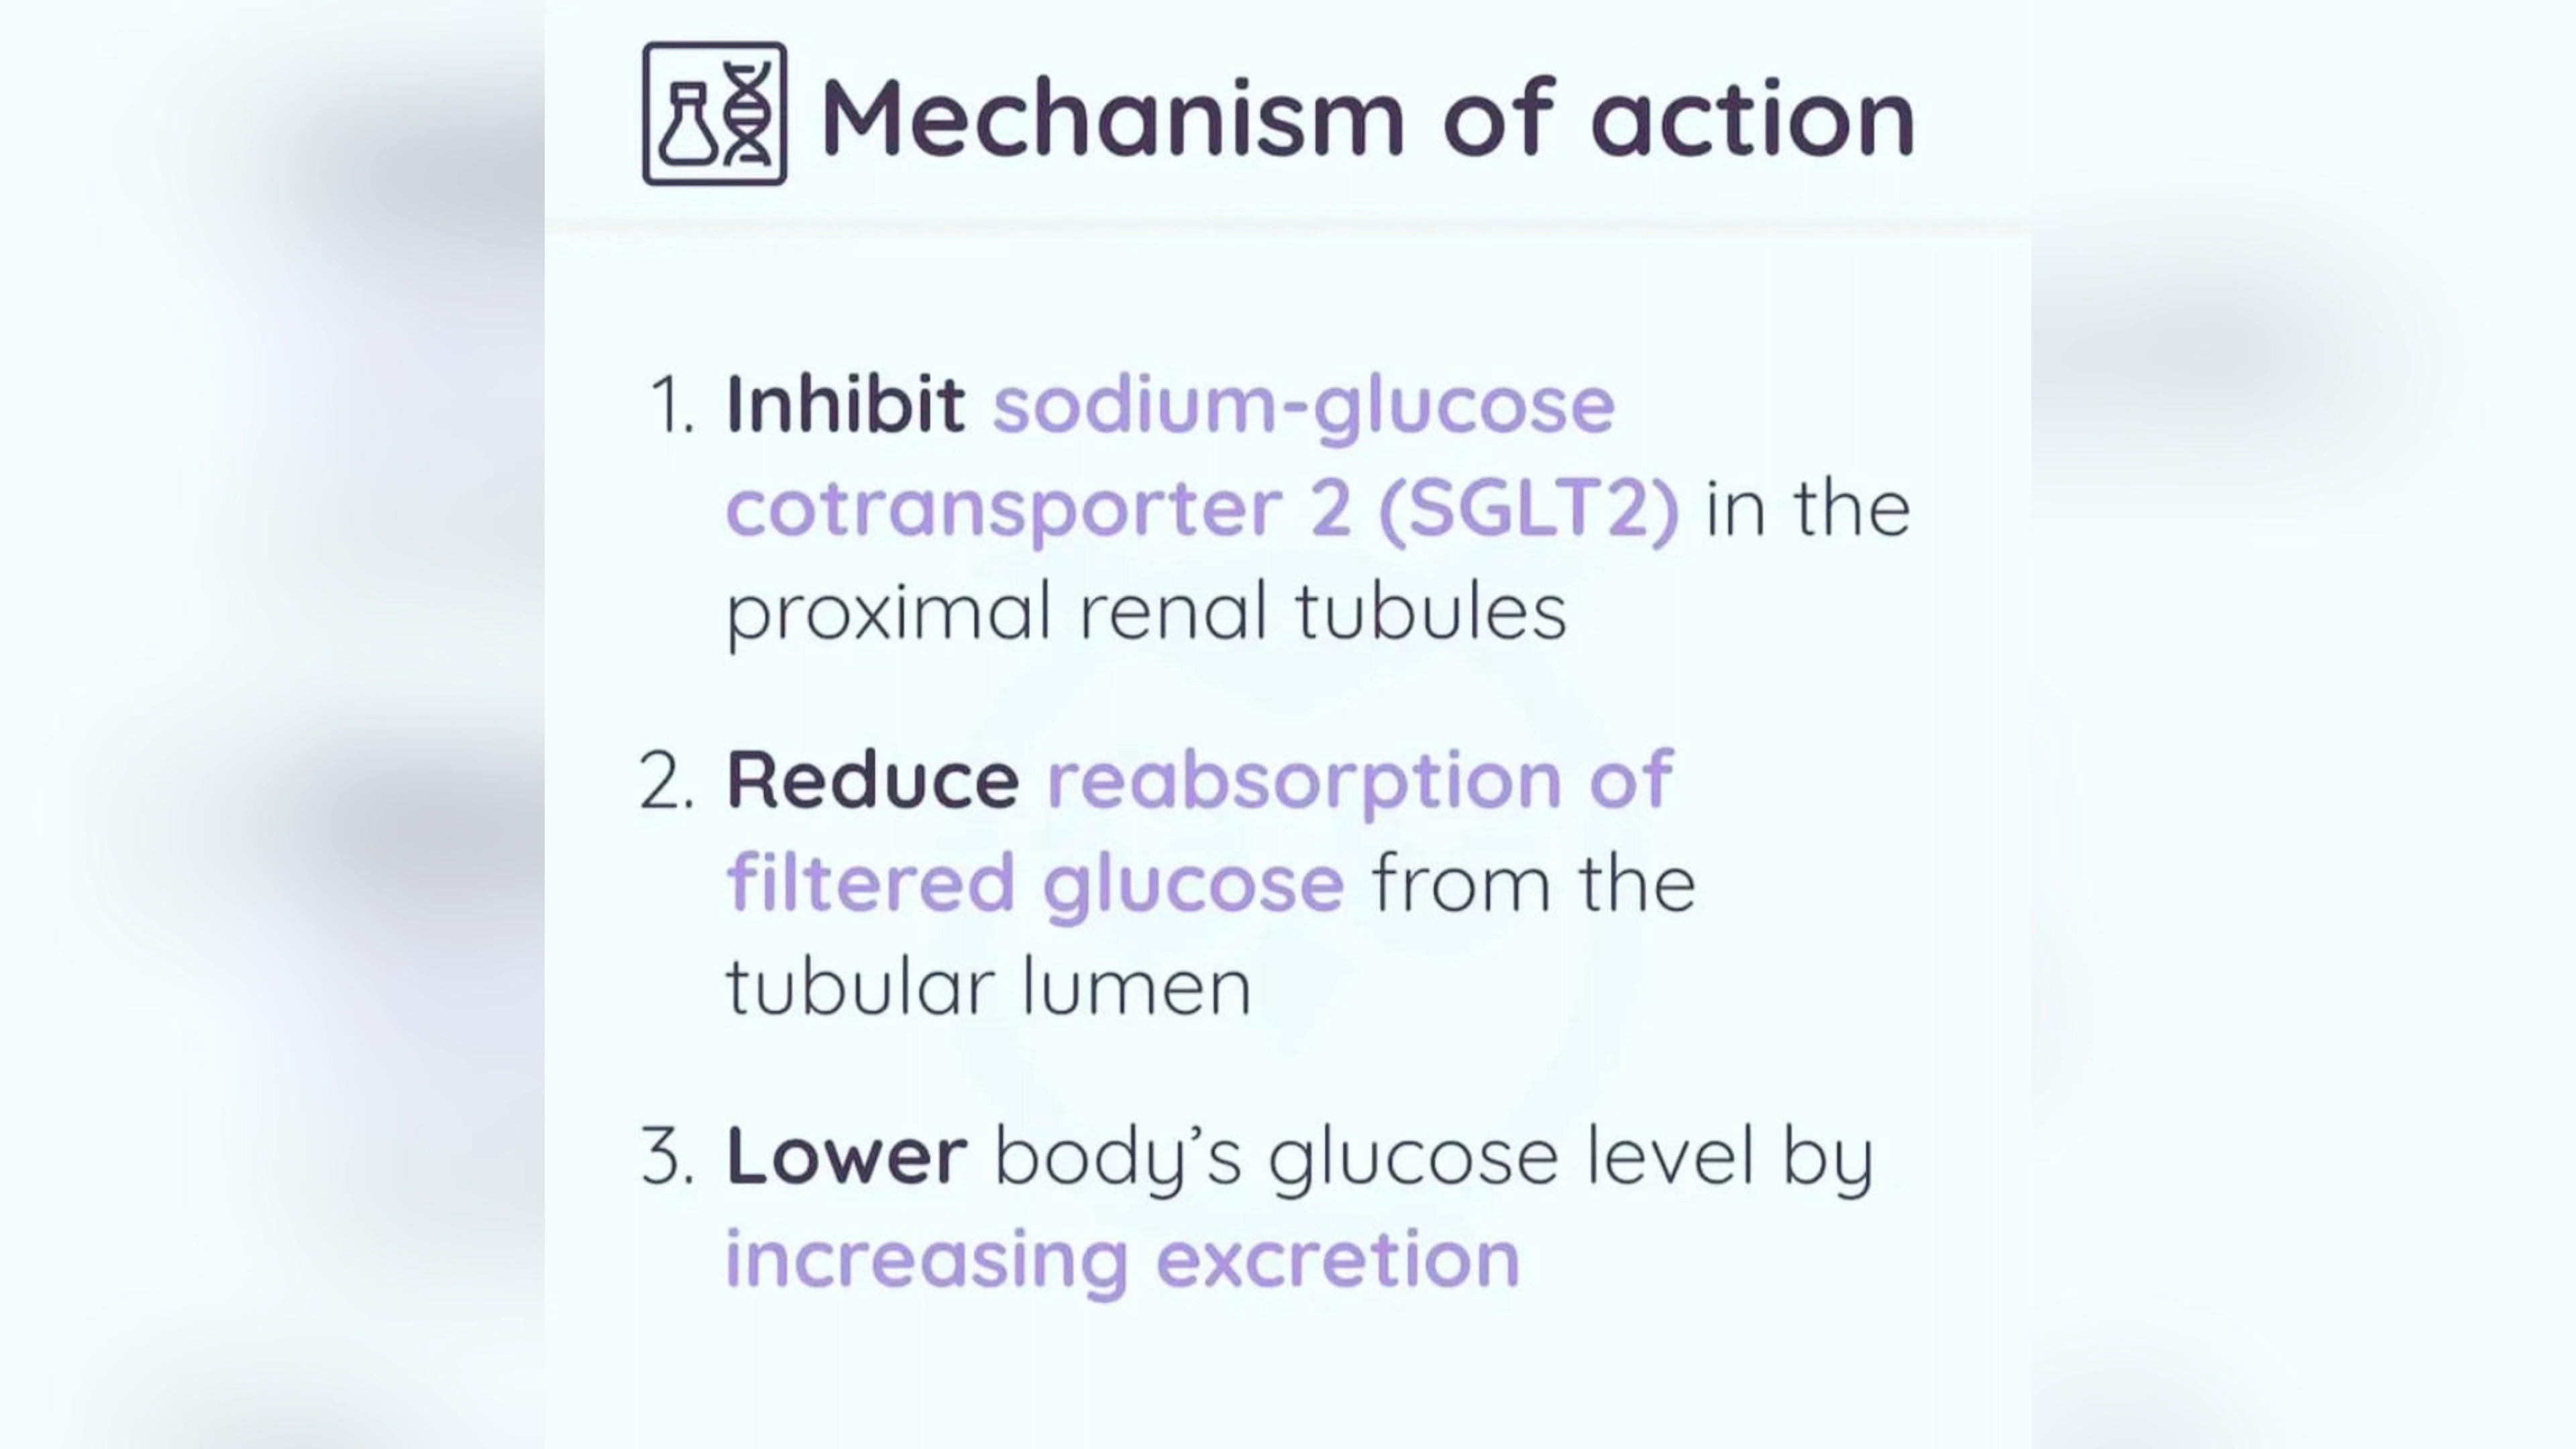 Mechanism of action
1. Inhibit sodium-glucose
cotransporter 2 (SGLT2) in the
proximal renal tubules
2. Reduce reabsorption of
filtered glucose from the
tubular lumen
3. Lower body’s glucose level by
increasing excretion